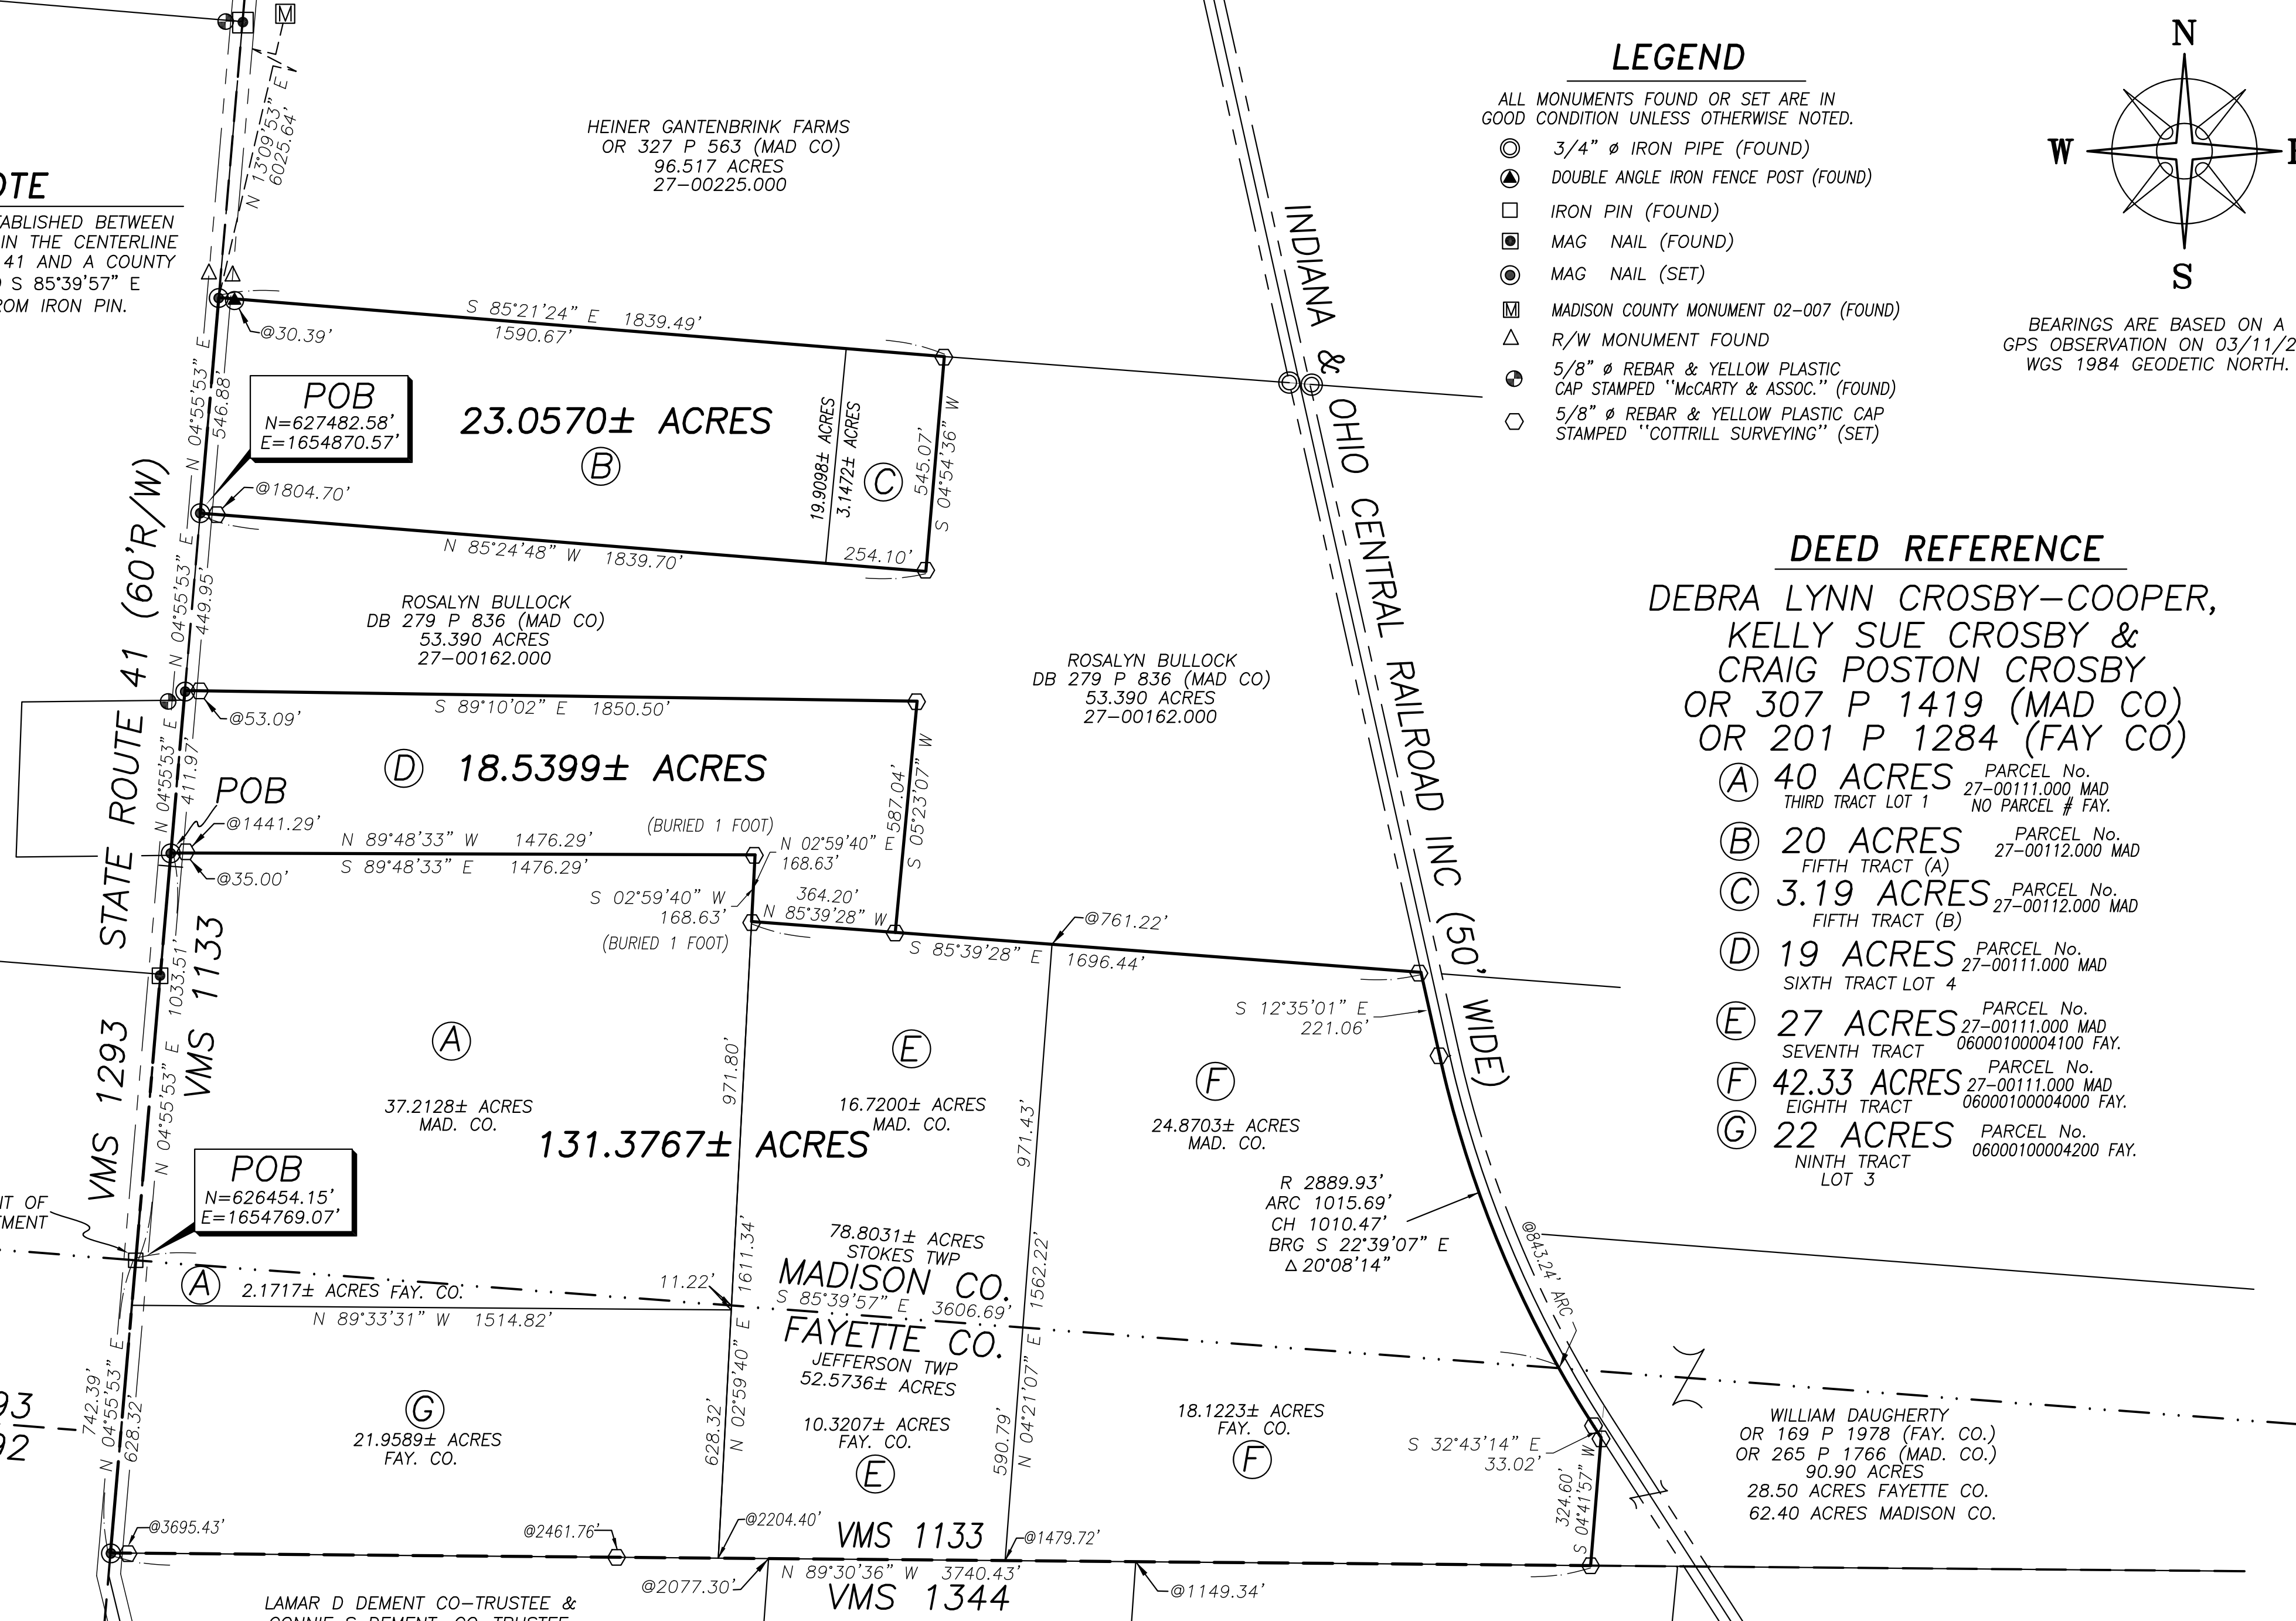 M
N 13°09'53" E
6025.64'
OTE
TABLISHED BETWEEN
IN THE CENTERLINE
41 AND A COUNTY
S 85°39'57" E
ROM IRON PIN.
HEINER GANTENBRINK FARMS
OR 327 P 563 (MAD CO)
96.517 ACRES
27-00225.000
LEGEND
ALL MONUMENTS FOUND OR SET ARE IN
GOOD CONDITION UNLESS OTHERWISE NOTED.
3/4" ø IRON PIPE (FOUND)
DOUBLE ANGLE IRON FENCE POST (FOUND)
IRON PIN (FOUND)
MAG NAIL (FOUND)
MAG NAIL (SET)
M MADISON COUNTY MONUMENT 02-007 (FOUND)
R/W MONUMENT FOUND
5/8" ø REBAR & YELLOW PLASTIC
CAP STAMPED "McCARTY & ASSOC." (FOUND)
5/8" ø REBAR & YELLOW PLASTIC CAP
STAMPED "COTTRILL SURVEYING" (SET)
N
W
S
BEARINGS ARE BASED ON A
GPS OBSERVATION ON 03/11/2
WGS 1984 GEODETIC NORTH.
INDIANA & OHIO CENTRAL RAILROAD INC (50' WIDE)
S 85°21'24" E 1839.49'
1590.67'
@30.39'
N 04°55'53" E
546.88'
POB
N=627482.58'
E=1654870.57'
23.0570± ACRES
B
19.9098± ACRES
3.1472± ACRES
C
545.07'
S 04°54'36" W
@1804.70'
N 85°24'48" W 1839.70'
254.10'
STATE ROUTE 41 (60'R/W)
N 04°55'53" E
449.95'
ROSALYN BULLOCK
DB 279 P 836 (MAD CO)
53.390 ACRES
27-00162.000
ROSALYN BULLOCK
DB 279 P 836 (MAD CO)
53.390 ACRES
27-00162.000
@53.09'
S 89°10'02" E 1850.50'
D 18.5399± ACRES
N 04°55'53" E
411.97'
587.04'
S 05°23'07" W
POB
@1441.29'
@35.00'
N 89°48'33" W 1476.29'
S 89°48'33" E 1476.29'
(BURIED 1 FOOT)
N 02°59'40" E
168.63'
S 02°59'40" W
168.63'
(BURIED 1 FOOT)
364.20'
N 85°39'28" W
@761.22'
S 85°39'28" E 1696.44'
S 12°35'01" E
221.06'
DEED REFERENCE
DEBRA LYNN CROSBY-COOPER,
KELLY SUE CROSBY &
CRAIG POSTON CROSBY
OR 307 P 1419 (MAD CO)
OR 201 P 1284 (FAY CO)
A 40 ACRES
THIRD TRACT LOT 1
PARCEL No.
27-00111.000 MAD
NO PARCEL # FAY.
B 20 ACRES
FIFTH TRACT (A)
PARCEL No.
27-00112.000 MAD
C 3.19 ACRES
FIFTH TRACT (B)
PARCEL No.
27-00112.000 MAD
D 19 ACRES
SIXTH TRACT LOT 4
PARCEL No.
27-00111.000 MAD
E 27 ACRES
SEVENTH TRACT
PARCEL No.
27-00111.000 MAD
06000100004100 FAY.
F 42.33 ACRES
EIGHTH TRACT
PARCEL No.
27-00111.000 MAD
06000100004000 FAY.
G 22 ACRES
NINTH TRACT
LOT 3
PARCEL No.
06000100004200 FAY.
VMS 1293
VMS 1133
N 04°55'53" E 1033.51'
A
37.2128± ACRES
MAD. CO.
131.3767± ACRES
971.80'
E
16.7200± ACRES
MAD. CO.
971.43'
F
24.8703± ACRES
MAD. CO.
R 2889.93'
ARC 1015.69'
CH 1010.47'
BRG S 22°39'07" E
Δ 20°08'14"
@843.24' ARC
POB
N=626454.15'
E=1654769.07'
IT OF
EMENT
A 2.1717± ACRES FAY. CO.
N 89°33'31" W 1514.82'
11.22'
1611.34'
78.8031± ACRES
STOKES TWP
MADISON CO.
S 85°39'57" E 3606.69'
FAYETTE CO.
JEFFERSON TWP
52.5736± ACRES
1562.22'
N 04°21'07" E
590.79'
N 02°59'40" E
628.32'
742.39'
N 04°55'53" E
628.32'
93
92
G
21.9589± ACRES
FAY. CO.
10.3207± ACRES
FAY. CO.
E
18.1223± ACRES
FAY. CO.
F
S 32°43'14" E
33.02'
324.60'
S 04°41'57" W
WILLIAM DAUGHERTY
OR 169 P 1978 (FAY. CO.)
OR 265 P 1766 (MAD. CO.)
90.90 ACRES
28.50 ACRES FAYETTE CO.
62.40 ACRES MADISON CO.
@3695.43'
@2461.76'
@2204.40'
VMS 1133
@1479.72'
@2077.30'
N 89°30'36" W 3740.43'
VMS 1344
@1149.34'
LAMAR D DEMENT CO-TRUSTEE &
CONNIE S DEMENT, CO-TRUSTEE